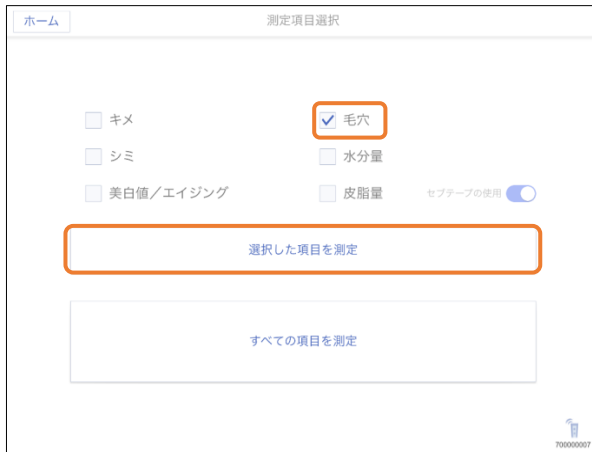 ホーム
測定項目選択
キメ
毛穴
シミ
水分量
美白値／エイジング
皮脂量
セブテープの使用
選択した項目を測定
すべての項目を測定
700000007